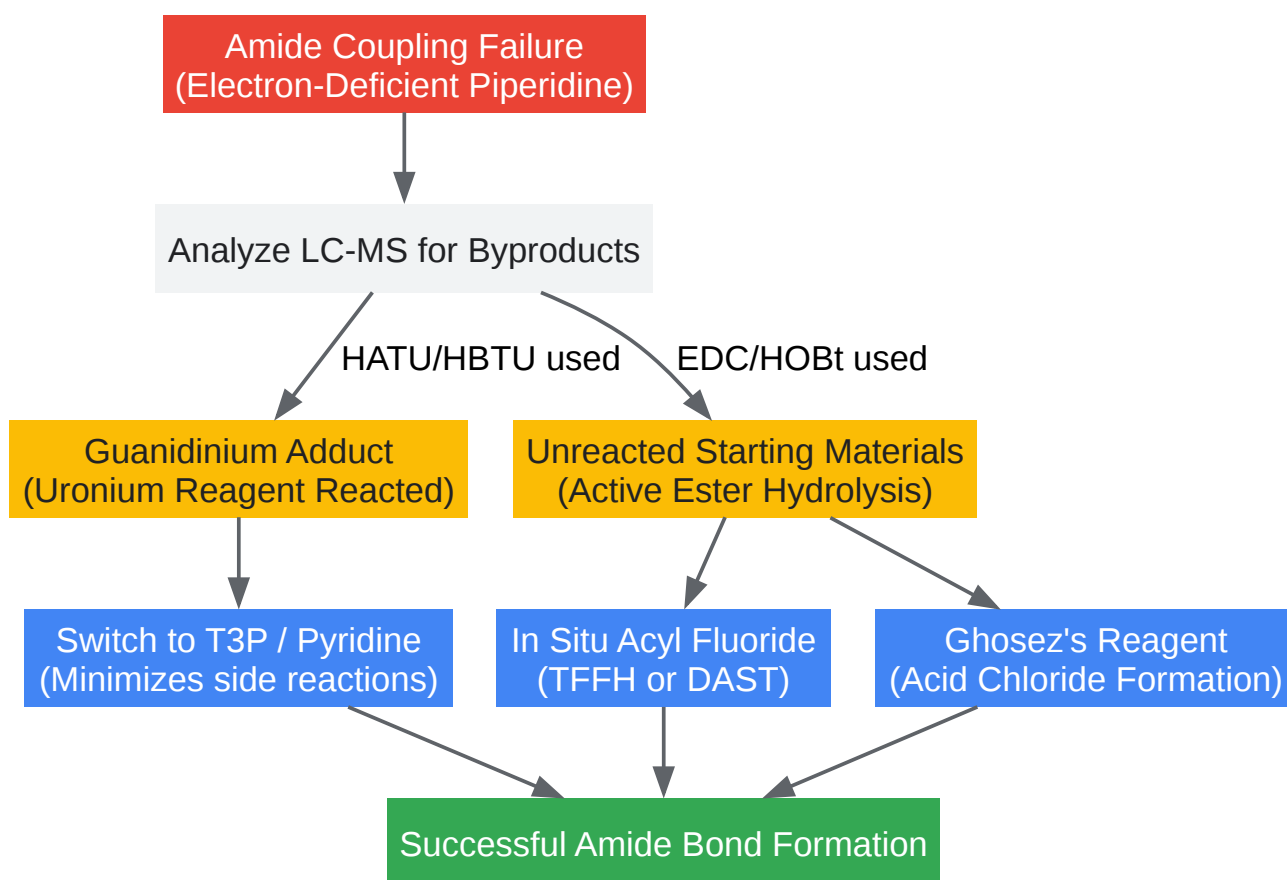 Amide Coupling Failure
(Electron-Deficient Piperidine)
Analyze LC-MS for Byproducts
HATU/HBTU used
EDC/HOBt used
Guanidinium Adduct
(Uronium Reagent Reacted)
Unreacted Starting Materials
(Active Ester Hydrolysis)
Switch to T3P / Pyridine
(Minimizes side reactions)
In Situ Acyl Fluoride
(TFFH or DAST)
Ghosez's Reagent
(Acid Chloride Formation)
Successful Amide Bond Formation